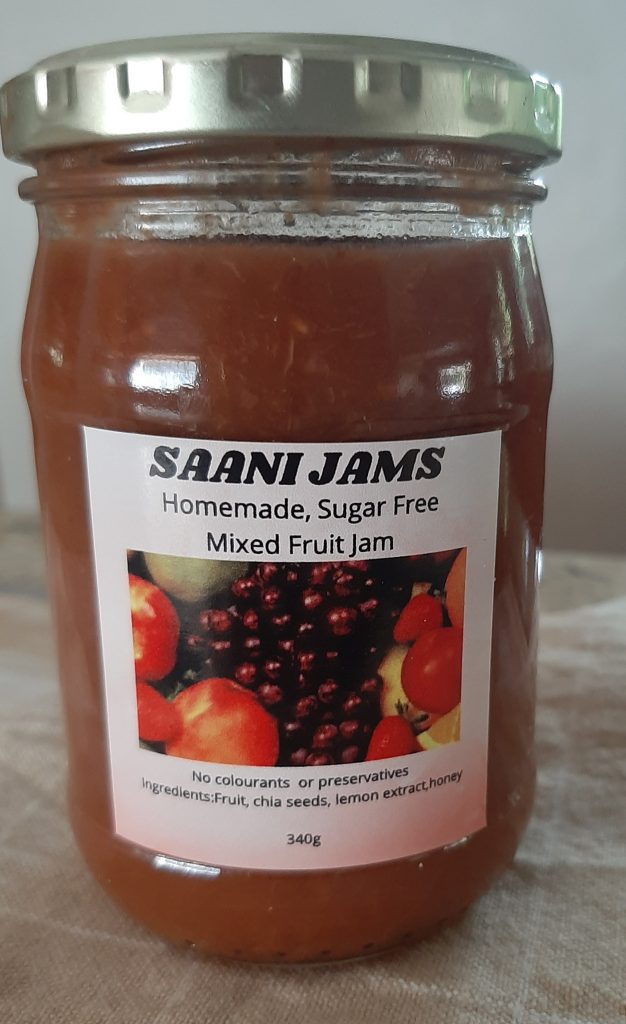 SAANI JAMS
Homemade, Sugar Free
Mixed Fruit Jam
No colourants or preservatives
Ingredients:Fruit, chia seeds, lemon extract,honey
340g